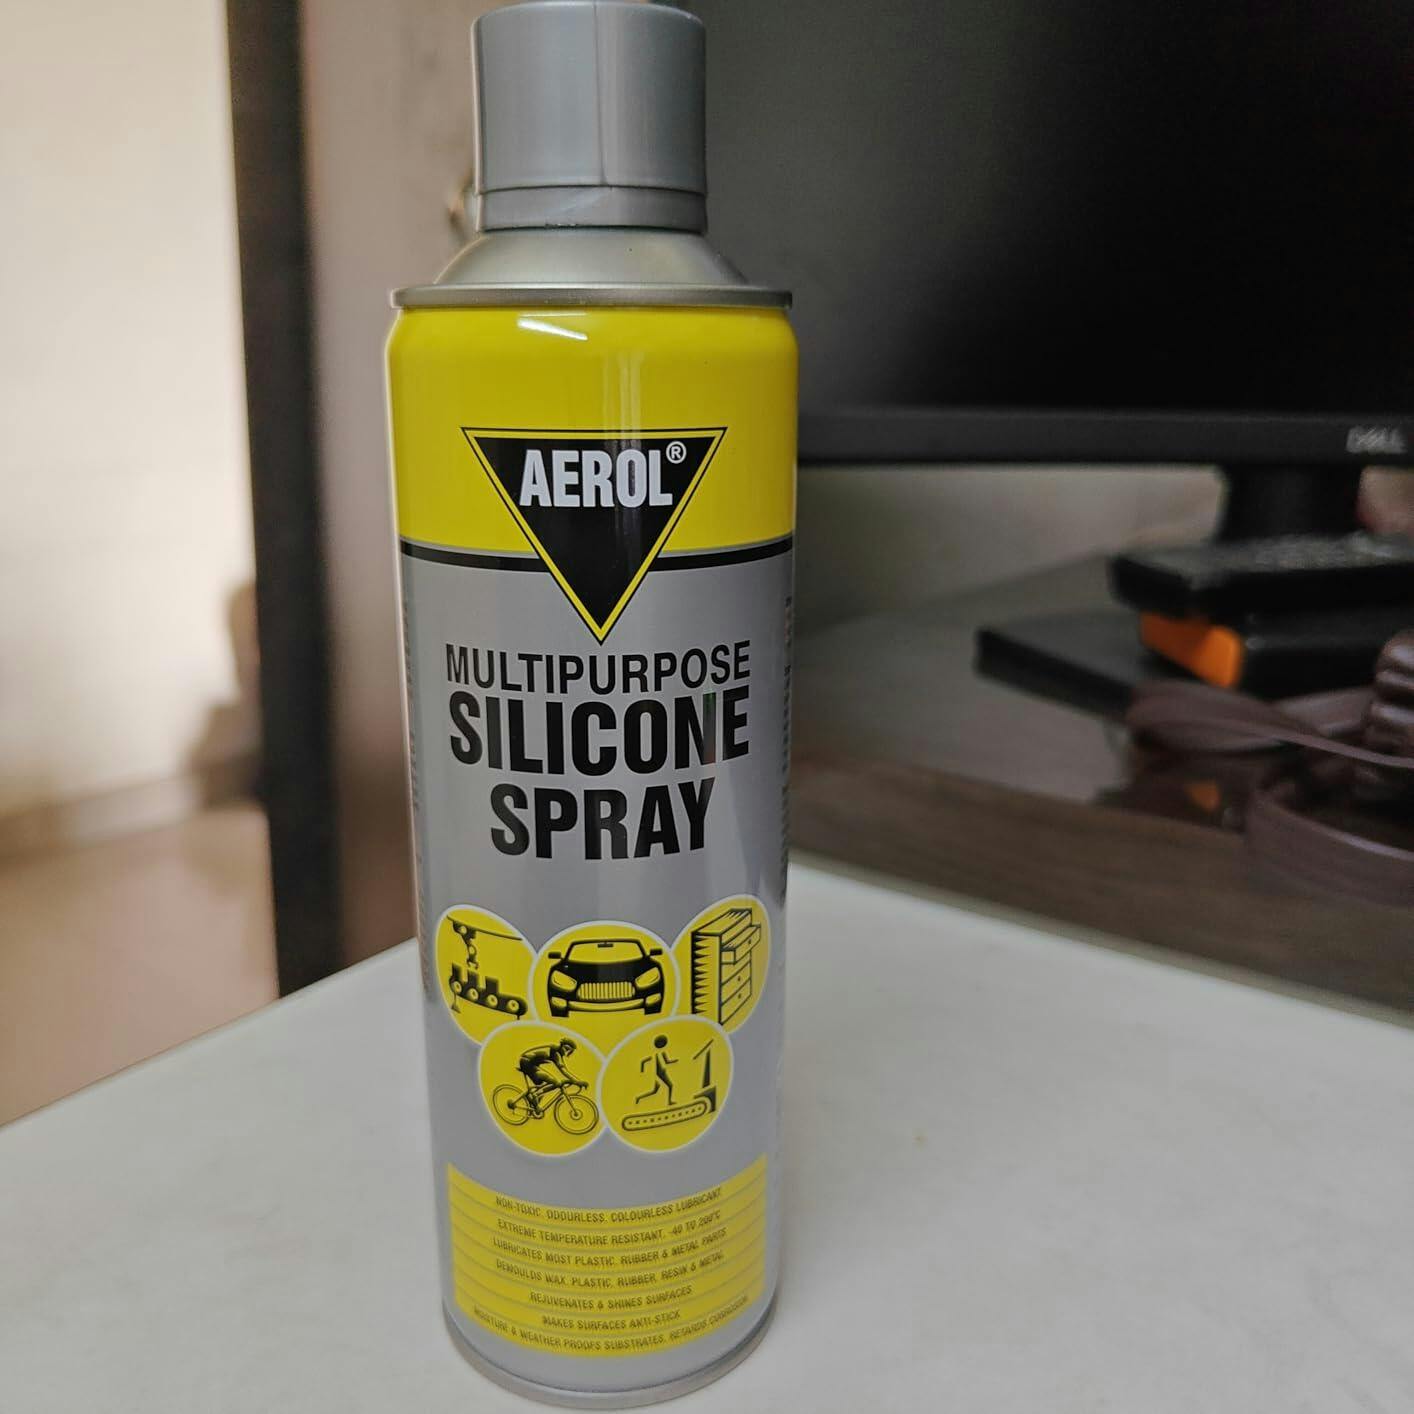 AEROL®
MULTIPURPOSE
SILICONE
SPRAY
NON-TOXIC, ODOURLESS, COLOURLESS LUBRICANT
EXTREME TEMPERATURE RESISTANT, -40 TO 200°C
LUBRICATES MOST PLASTIC, RUBBER & METAL PARTS
DEMOULDS WAX, PLASTIC, RUBBER, RESIN & METAL
REJUVENATES & SHINES SURFACES
MAKES SURFACES ANTI-STICK
MOISTURE & WEATHER PROOFS SUBSTRATES, RETARDS CORROSION
DELL